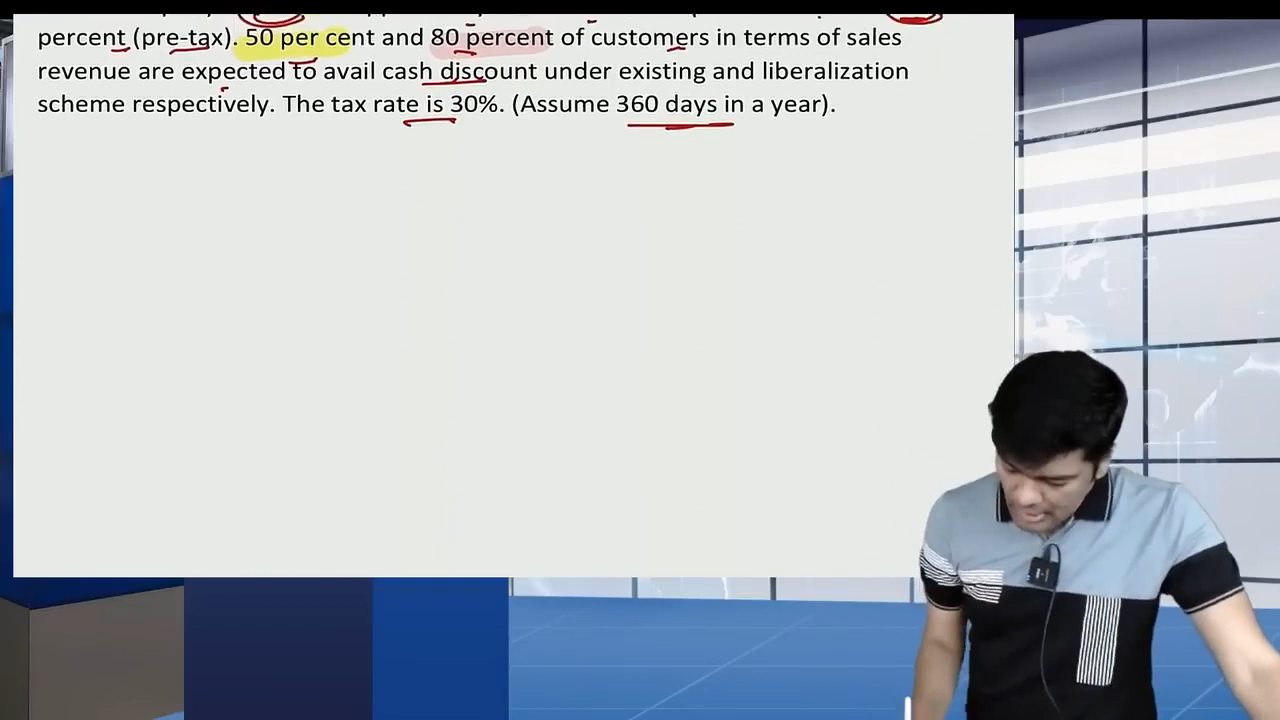 percent (pre-tax). 50 per cent and 80 percent of customers in terms of sales
revenue are expected to avail cash discount under existing and liberalization
scheme respectively. The tax rate is 30%. (Assume 360 days in a year).